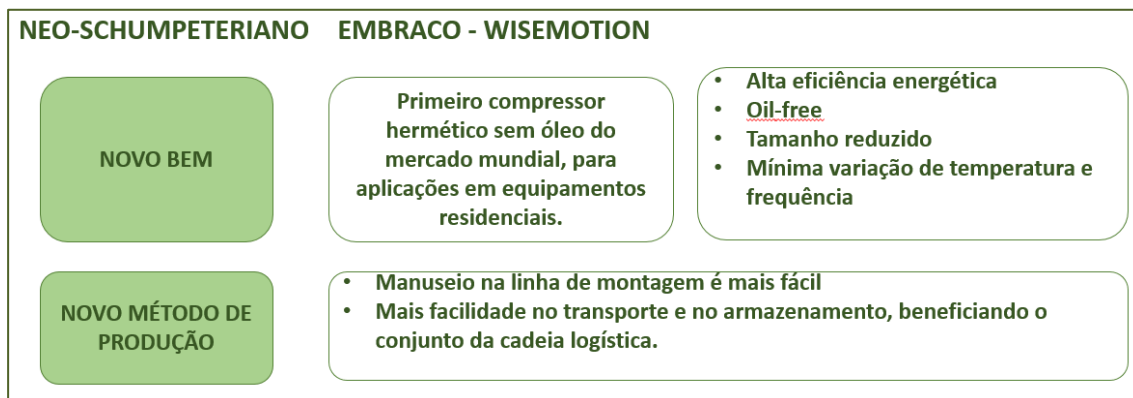 NEO-SCHUMPETERIANO EMBRACO - WISEMOTION
NOVO BEM
Primeiro compressor
hermético sem óleo do
mercado mundial, para
aplicações em equipamentos
residenciais.
• Alta eficiência energética
• Oil-free
• Tamanho reduzido
• Mínima variação de temperatura e
frequência
NOVO MÉTODO DE
PRODUÇÃO
• Manuseio na linha de montagem é mais fácil
• Mais facilidade no transporte e no armazenamento, beneficiando o
conjunto da cadeia logística.